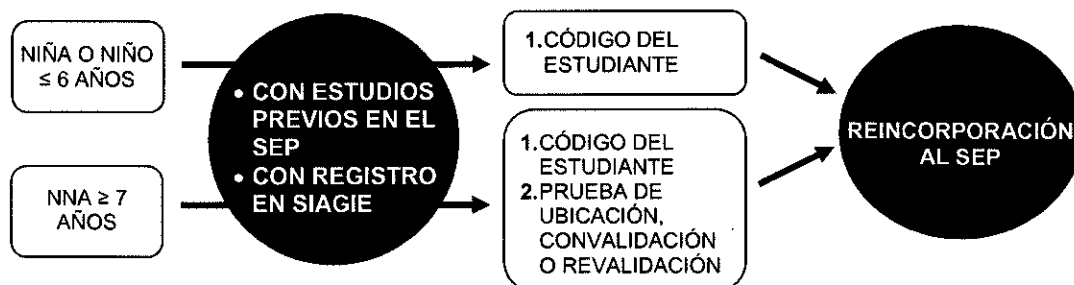 NIÑA O NIÑO
≤ 6 AÑOS
NNA ≥ 7
AÑOS
• CON ESTUDIOS
PREVIOS EN EL
SEP
• CON REGISTRO
EN SIAGIE
1.CÓDIGO DEL
ESTUDIANTE
1.CÓDIGO DEL
ESTUDIANTE
2.PRUEBA DE
UBICACIÓN,
CONVALIDACIÓN
O REVALIDACIÓN
REINCORPORACIÓN
AL SEP